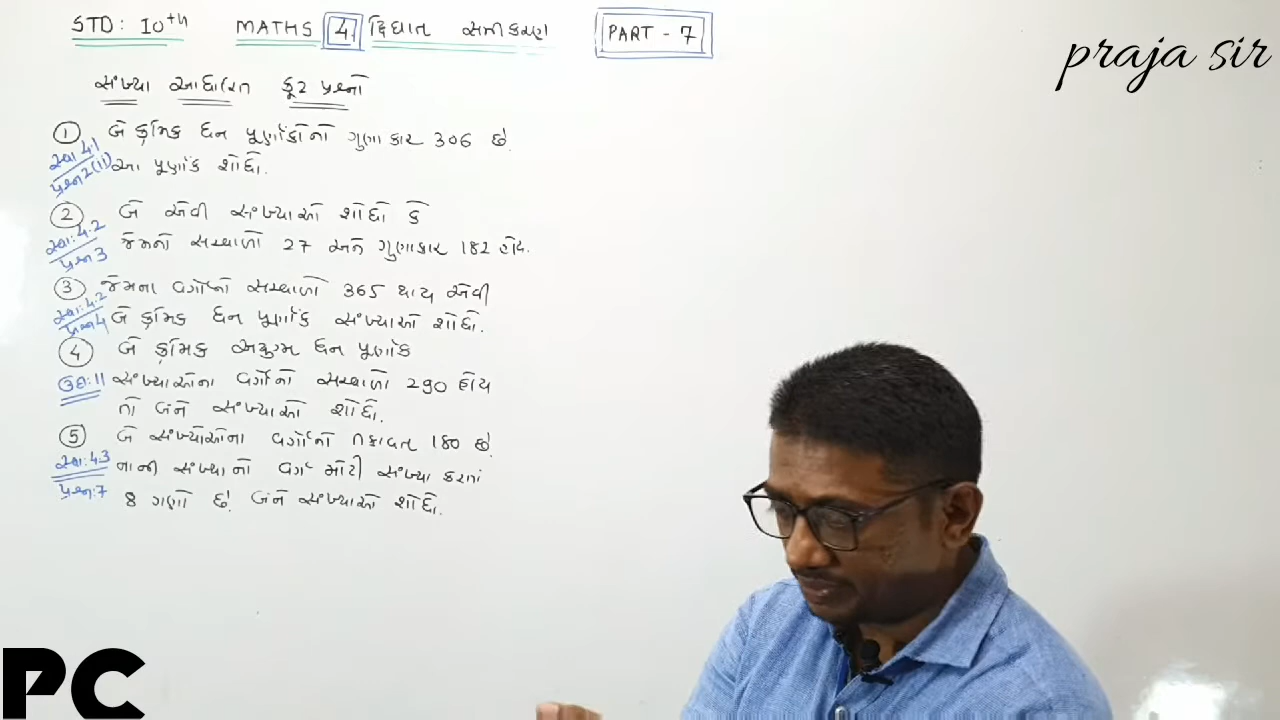 STD: 10th MATHS 4 દ્વિઘાત સમીકરણ PART - 7
praja sir
સંખ્યા આધારિત કૂટ પ્રશ્નો
① બે ક્રમિક ધન પૂર્ણાંકોનો ગુણાકાર 306 છે.
સ્વા 4.1
પ્રશ્ન 2(II)
આ પૂર્ણાંક શોધો.
② બે એવી સંખ્યાઓ શોધો કે
સ્વા: 4.2
પ્રશ્ન 3
જેમનો સરવાળો 27 અને ગુણાકાર 182 હોય.
③ જેમના વર્ગોનો સરવાળો 365 થાય એવી
સ્વા: 4.2
પ્રશ્ન 4
બે ક્રમિક ધન પૂર્ણાંક સંખ્યાઓ શોધો.
④ બે ક્રમિક અયુગ્મ ધન પૂર્ણાંક
ઉદા: 11 સંખ્યાઓના વર્ગોનો સરવાળો 290 હોય
તો બંને સંખ્યાઓ શોધો.
⑤ બે સંખ્યાઓના વર્ગોનો તફાવત 180 છે.
સ્વા: 4.3
પ્રશ્ન: 7
નાની સંખ્યાનો વર્ગ મોટી સંખ્યા કરતાં
8 ગણો છે. બંને સંખ્યાઓ શોધો.
PC